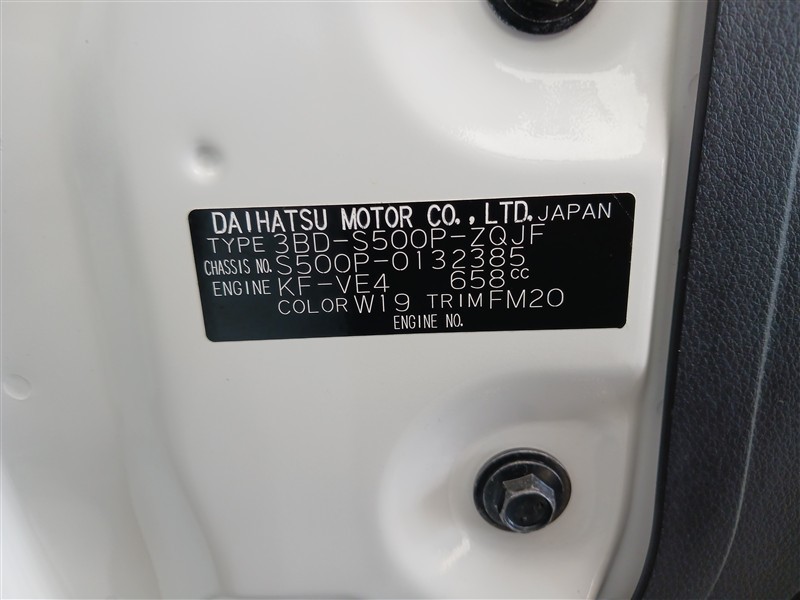 DAIHATSU MOTOR CO.,LTD. JAPAN
TYPE 3BD-S500P-ZQJF
CHASSIS NO. S500P-0132385
ENGINE KF-VE4 658cc
COLOR W19 TRIM FM20
ENGINE NO.